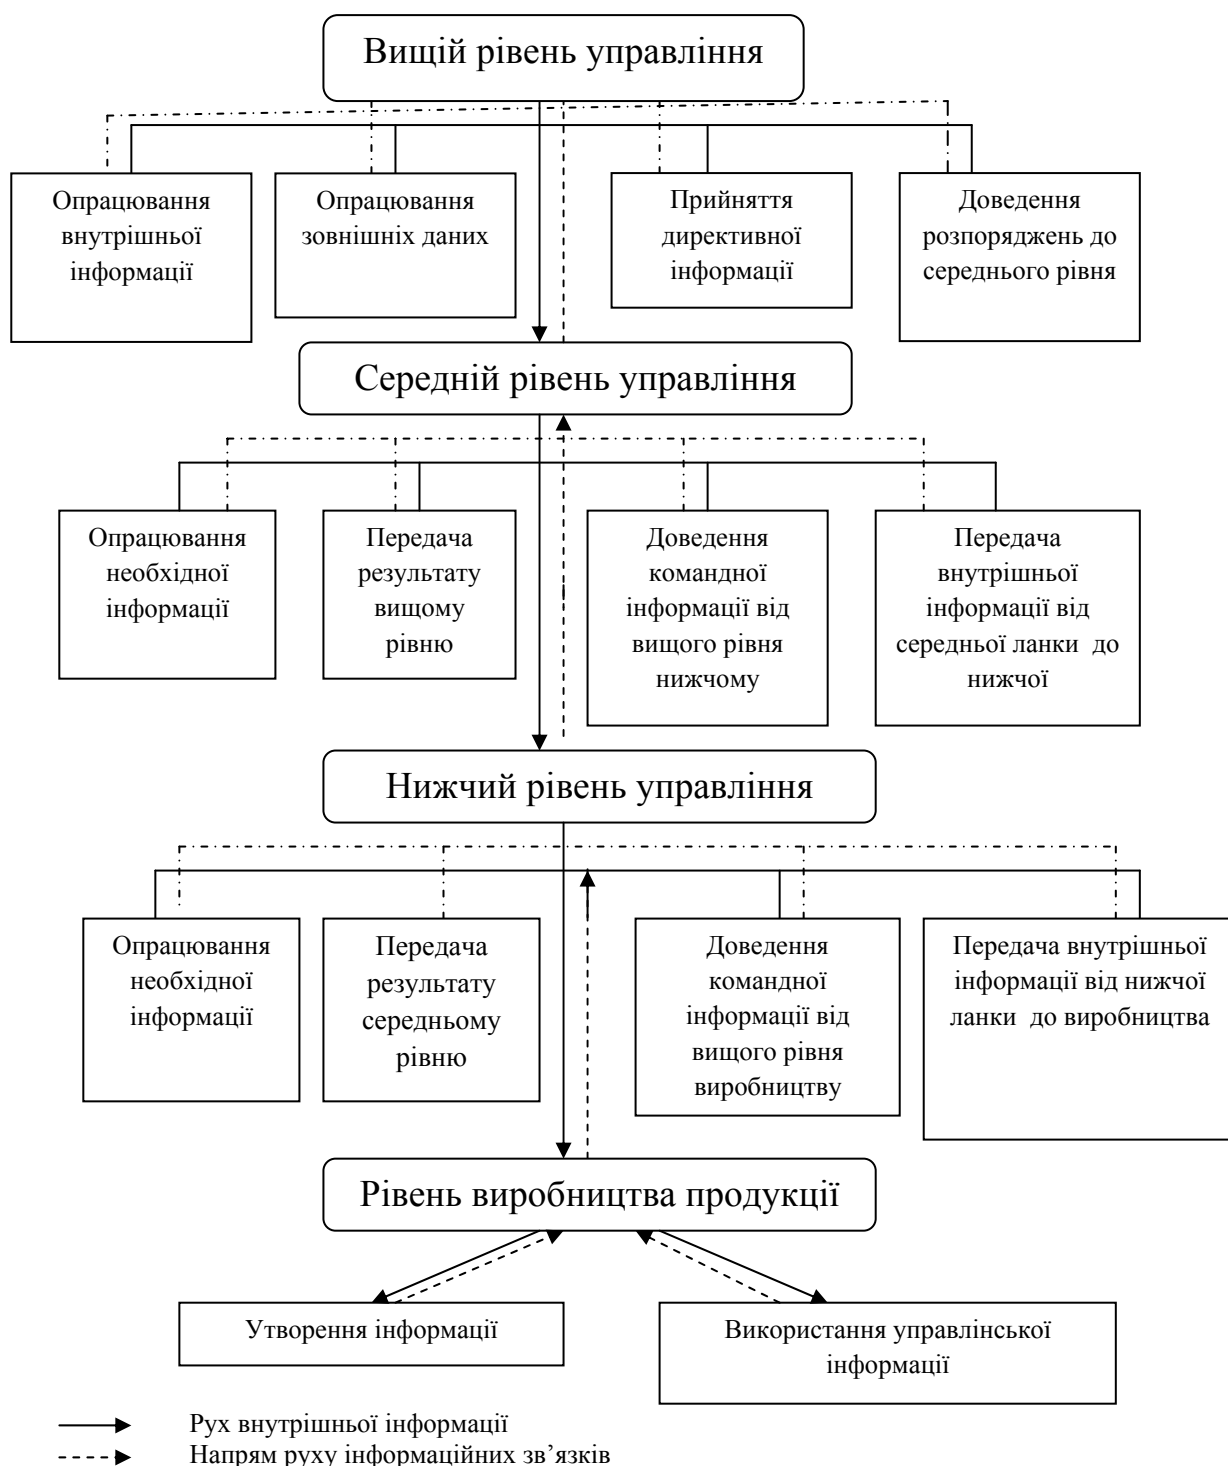 Вищій рівень управління
Опрацювання
внутрішньої
інформації
Опрацювання
зовнішніх даних
Прийняття
директивної
інформації
Доведення
розпоряджень до
середнього рівня
Середній рівень управління
Опрацювання
необхідної
інформації
Передача
результату
вищому
рівню
Доведення
командної
інформації від
вищого рівня
нижчому
Передача
внутрішньої
інформації від
середньої ланки до
нижчої
Нижчий рівень управління
Опрацювання
необхідної
інформації
Передача
результату
середньому
рівню
Доведення
командної
інформації від
вищого рівня
виробництву
Передача внутрішньої
інформації від нижчої
ланки до виробництва
Рівень виробництва продукції
Утворення інформації
Використання управлінської
інформації
Рух внутрішньої інформації
Напрям руху інформаційних зв’язків